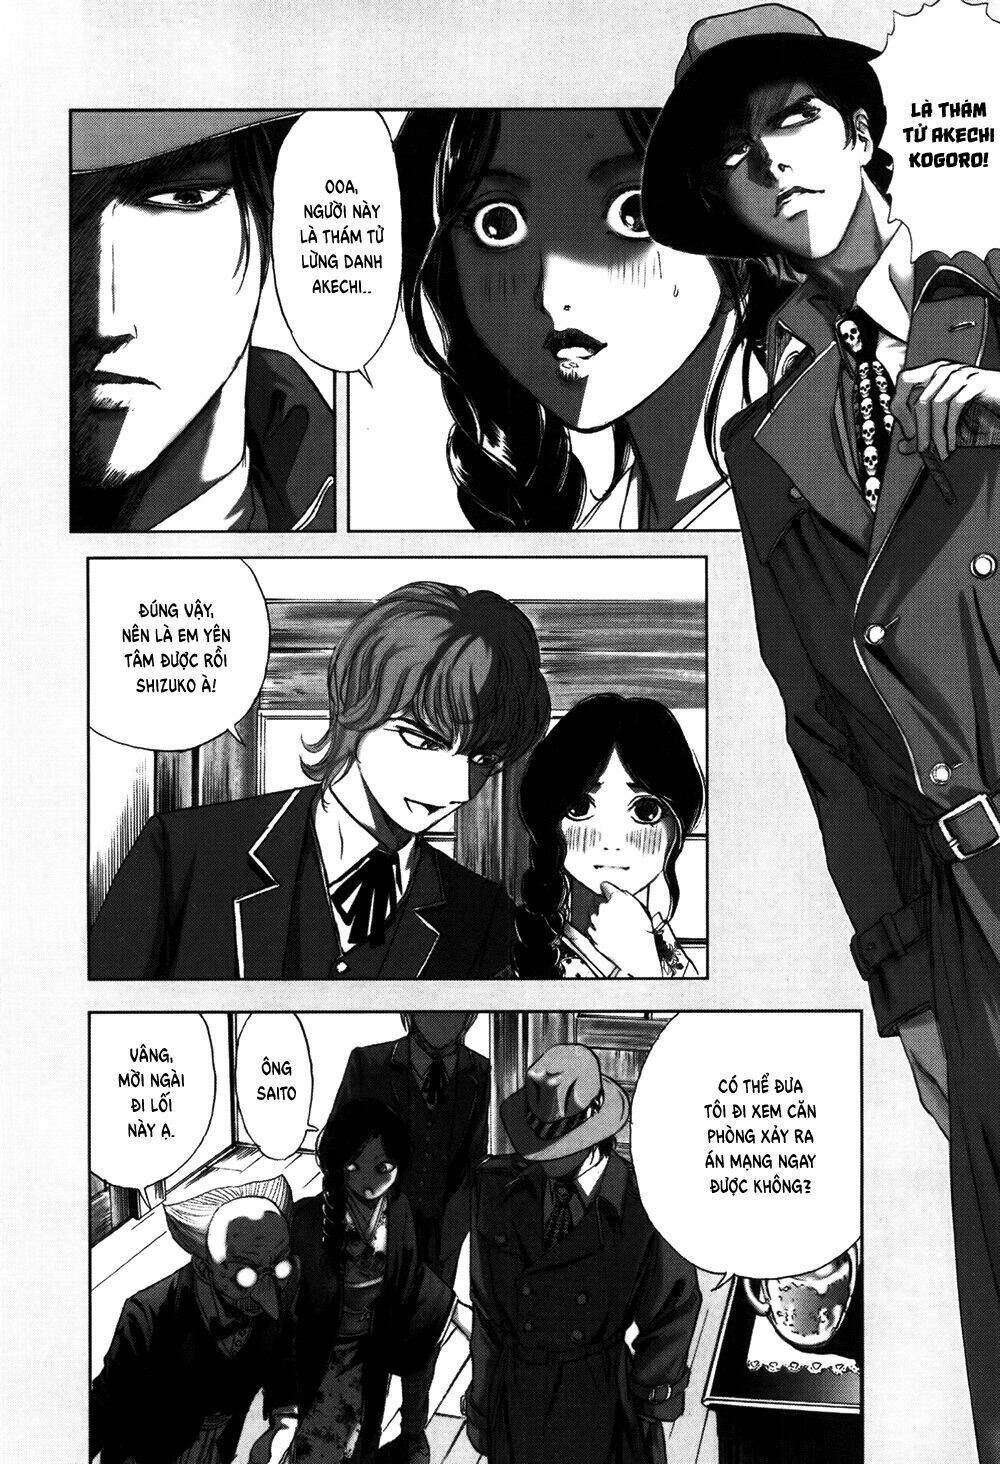 LÀ THÁM
TỬ AKECHI
KOGORO!
OOA,
NGƯỜI NÀY
LÀ THÁM TỬ
LỪNG DANH
AKECHI..
ĐÚNG VẬY,
NÊN LÀ EM YÊN
TÂM ĐƯỢC RỒI
SHIZUKO À!
CÓ THỂ ĐƯA
TÔI ĐI XEM CĂN
PHÒNG XẢY RA
ÁN MẠNG NGAY
ĐƯỢC KHÔNG?
ÔNG
SAITO
VÂNG,
MỜI NGÀI
ĐI LỐI
NÀY Ạ.